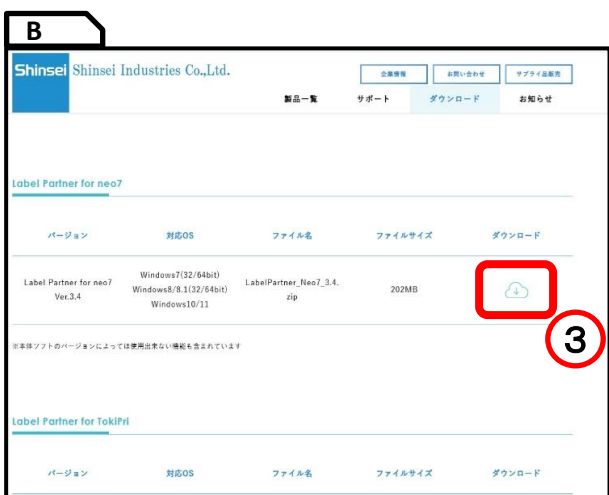 B
Shinsei Shinsei Industries Co.,Ltd.
企業情報 お問い合わせ サプライ品販売
製品一覧 サポート ダウンロード お知らせ
Label Partner for neo7
バージョン 対応OS ファイル名 ファイルサイズ ダウンロード
Label Partner for neo7
Ver.3.4
Windows7(32/64bit)
Windows8/8.1(32/64bit)
Windows10/11
LabelPartner_Neo7_3.4.
zip
202MB
③
※本体ソフトのバージョンによっては使用出来ない機能も含まれています
Label Partner for TokiPri
バージョン 対応OS ファイル名 ファイルサイズ ダウンロード